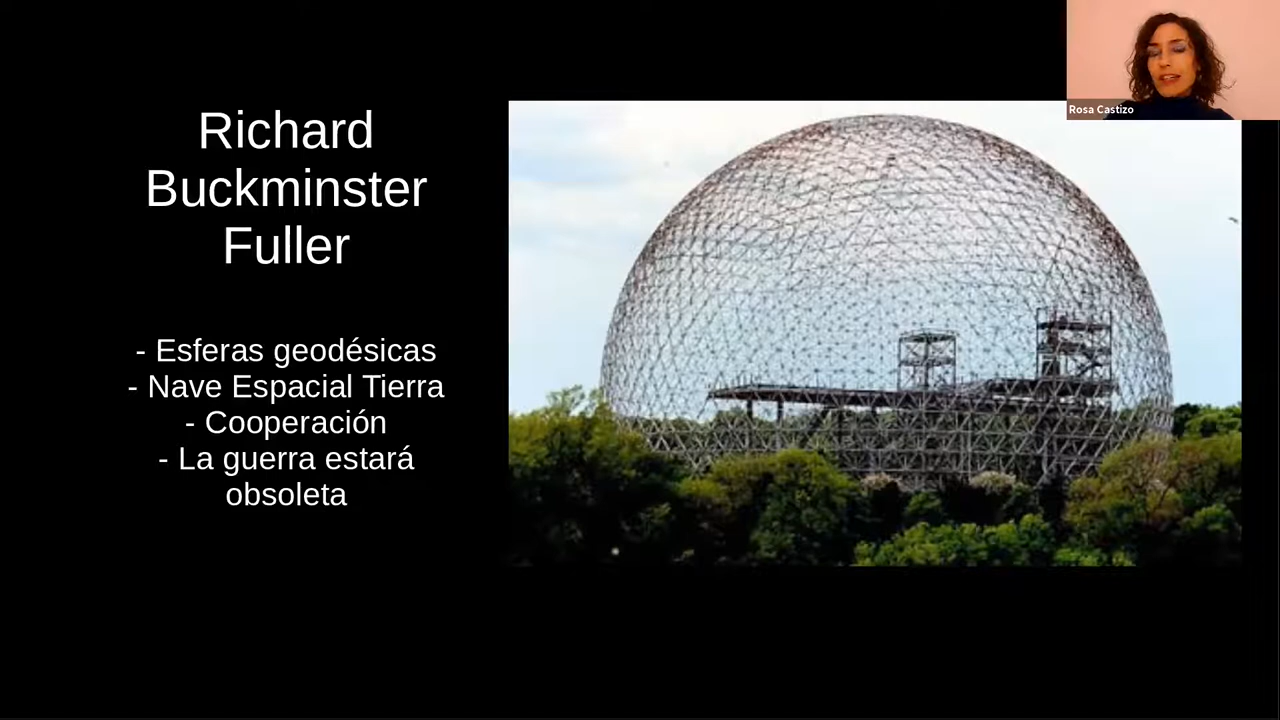 Richard
Buckminster
Fuller
- Esferas geodésicas
- Nave Espacial Tierra
- Cooperación
- La guerra estará
obsoleta
Rosa Castizo